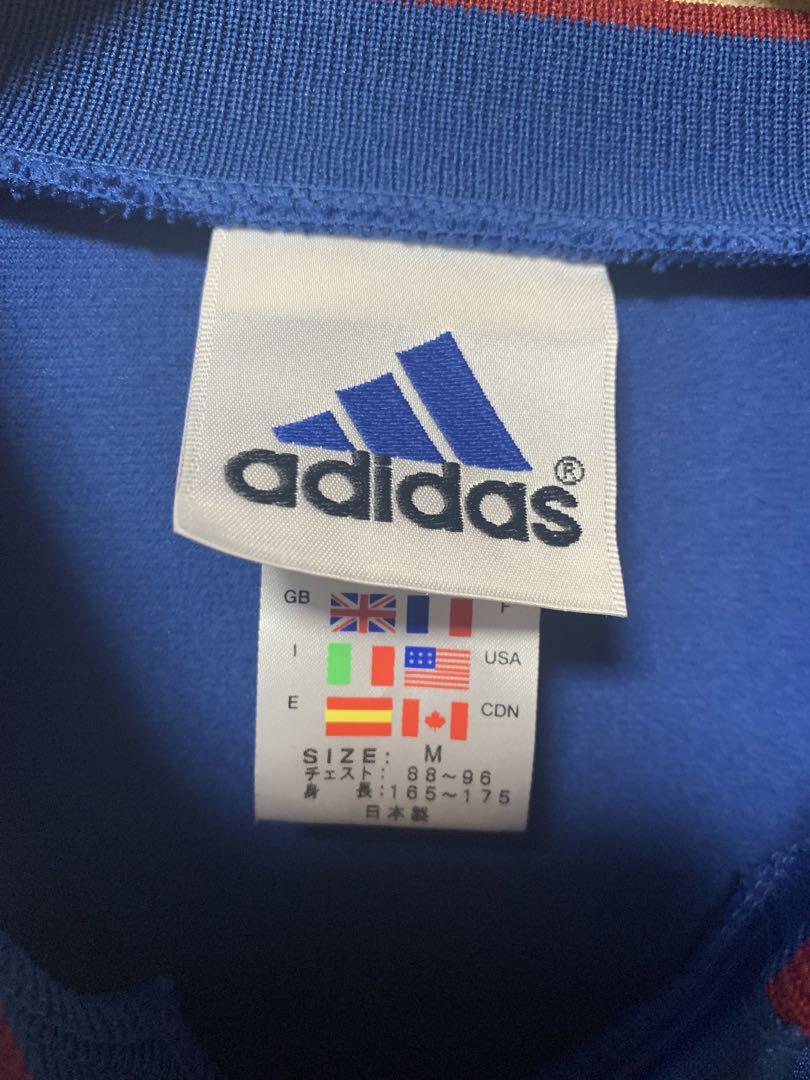 adidas®
GB F
I USA
E CDN
SIZE: M
チェスト: 88~96
身 長:165~175
日本製